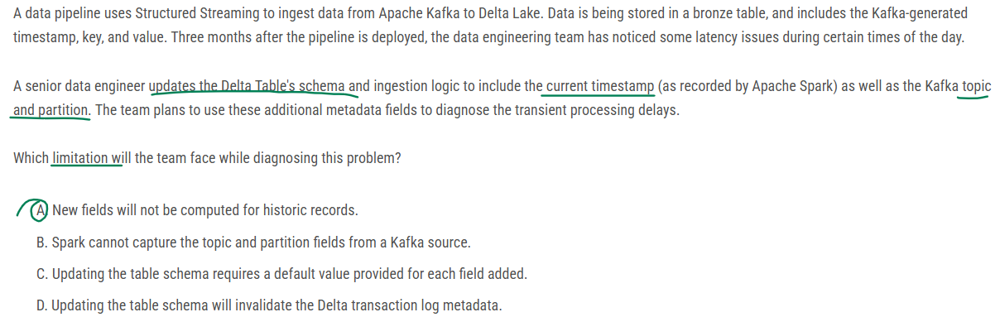 A data pipeline uses Structured Streaming to ingest data from Apache Kafka to Delta Lake. Data is being stored in a bronze table, and includes the Kafka-generated
timestamp, key, and value. Three months after the pipeline is deployed, the data engineering team has noticed some latency issues during certain times of the day.
A senior data engineer updates the Delta Table's schema and ingestion logic to include the current timestamp (as recorded by Apache Spark) as well as the Kafka topic
and partition. The team plans to use these additional metadata fields to diagnose the transient processing delays.
Which limitation will the team face while diagnosing this problem?
A) New fields will not be computed for historic records.
B. Spark cannot capture the topic and partition fields from a Kafka source.
C. Updating the table schema requires a default value provided for each field added.
D. Updating the table schema will invalidate the Delta transaction log metadata.